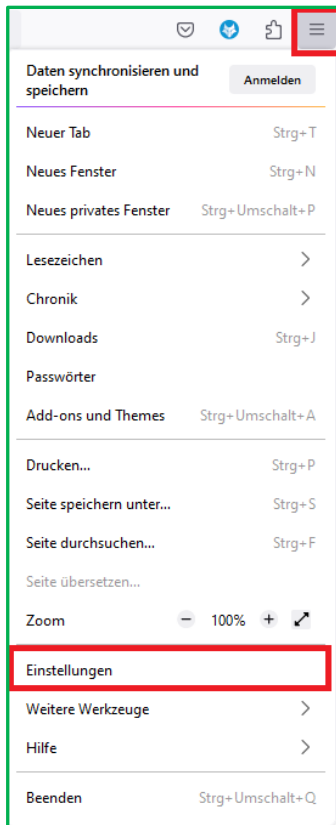 Daten synchronisieren und
speichern
Anmelden
Neuer Tab Strg+T
Neues Fenster Strg+N
Neues privates Fenster Strg+Umschalt+P
Lesezeichen
Chronik
Downloads Strg+J
Passwörter
Add-ons und Themes Strg+Umschalt+A
Drucken... Strg+P
Seite speichern unter... Strg+S
Seite durchsuchen... Strg+F
Seite übersetzen...
Zoom − 100% +
Einstellungen
Weitere Werkzeuge
Hilfe
Beenden Strg+Umschalt+Q